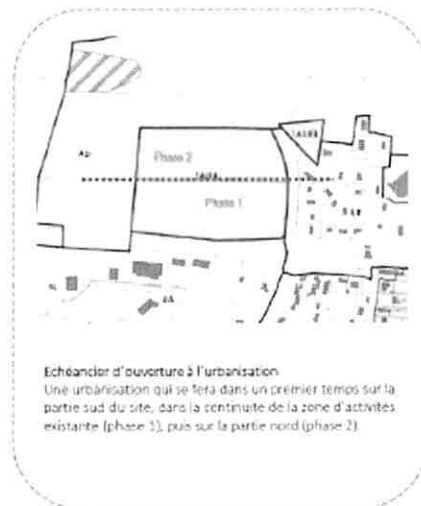 Ap
Phase 2
Phase 1
Echéancier d'ouverture à l'urbanisation
Une urbanisation qui se fera dans un premier temps sur la
partie sud du site, dans la continuité de la zone d'activités
existante (phase 1), puis sur la partie nord (phase 2)